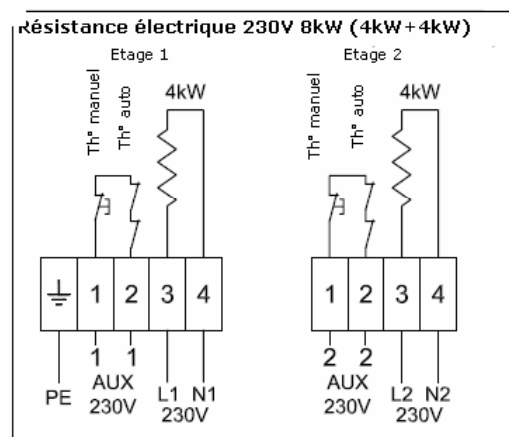 Résistance électrique 230V 8kW (4kW+4kW)
Etage 1
Th° manuel
Th° auto
4kW
1 2 3 4
1 1
PE
AUX
230V
L1 N1
230V
Etage 2
Th° manuel
Th° auto
4kW
1 2 3 4
2 2
AUX
230V
L2 N2
230V